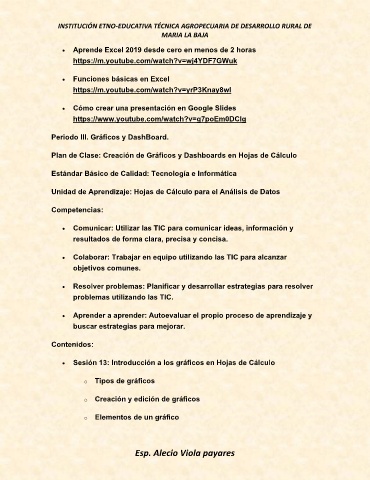 INSTITUCIÓN ETNO-EDUCATIVA TÉCNICA AGROPECUARIA DE DESARROLLO RURAL DE
MARIA LA BAJA
• Aprende Excel 2019 desde cero en menos de 2 horas
https://m.youtube.com/watch?v=wj4YDF7GWuk
• Funciones básicas en Excel
https://m.youtube.com/watch?v=yrP3Knay8wI
• Cómo crear una presentación en Google Slides
https://www.youtube.com/watch?v=g7poEm0DCIg
Periodo III. Gráficos y DashBoard.
Plan de Clase: Creación de Gráficos y Dashboards en Hojas de Cálculo
Estándar Básico de Calidad: Tecnología e Informática
Unidad de Aprendizaje: Hojas de Cálculo para el Análisis de Datos
Competencias:
• Comunicar: Utilizar las TIC para comunicar ideas, información y
resultados de forma clara, precisa y concisa.
• Colaborar: Trabajar en equipo utilizando las TIC para alcanzar
objetivos comunes.
• Resolver problemas: Planificar y desarrollar estrategias para resolver
problemas utilizando las TIC.
• Aprender a aprender: Autoevaluar el propio proceso de aprendizaje y
buscar estrategias para mejorar.
Contenidos:
• Sesión 13: Introducción a los gráficos en Hojas de Cálculo
o Tipos de gráficos
o Creación y edición de gráficos
o Elementos de un gráfico
Esp. Alecio Viola payares